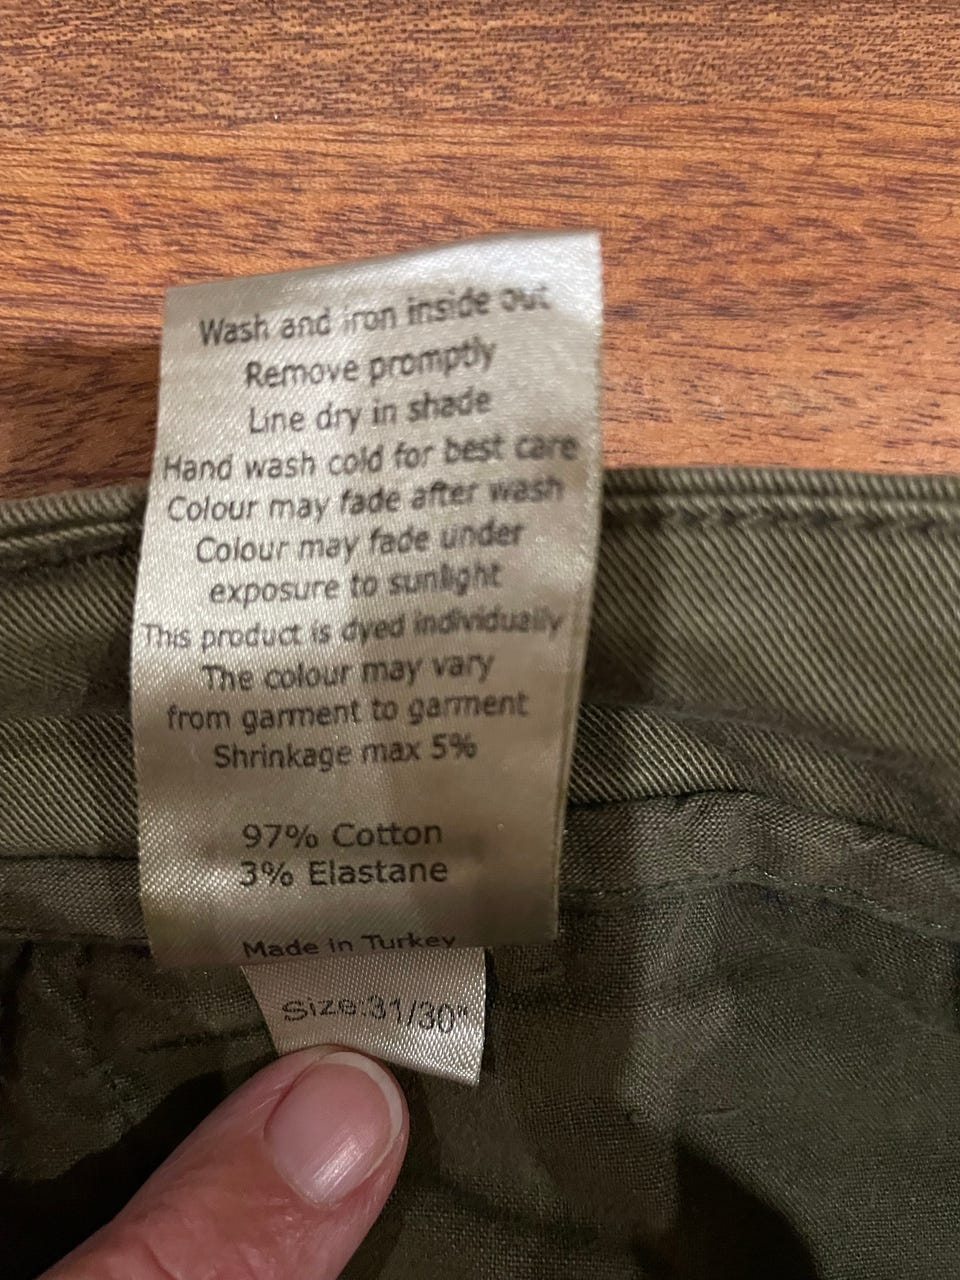 Wash and iron inside out
Remove promptly
Line dry in shade
Hand wash cold for best care
Colour may fade after wash
Colour may fade under
exposure to sunlight
This product is dyed individually
The colour may vary
from garment to garment
Shrinkage max 5%
97% Cotton
3% Elastane
Made in Turkey
Size:31/30"